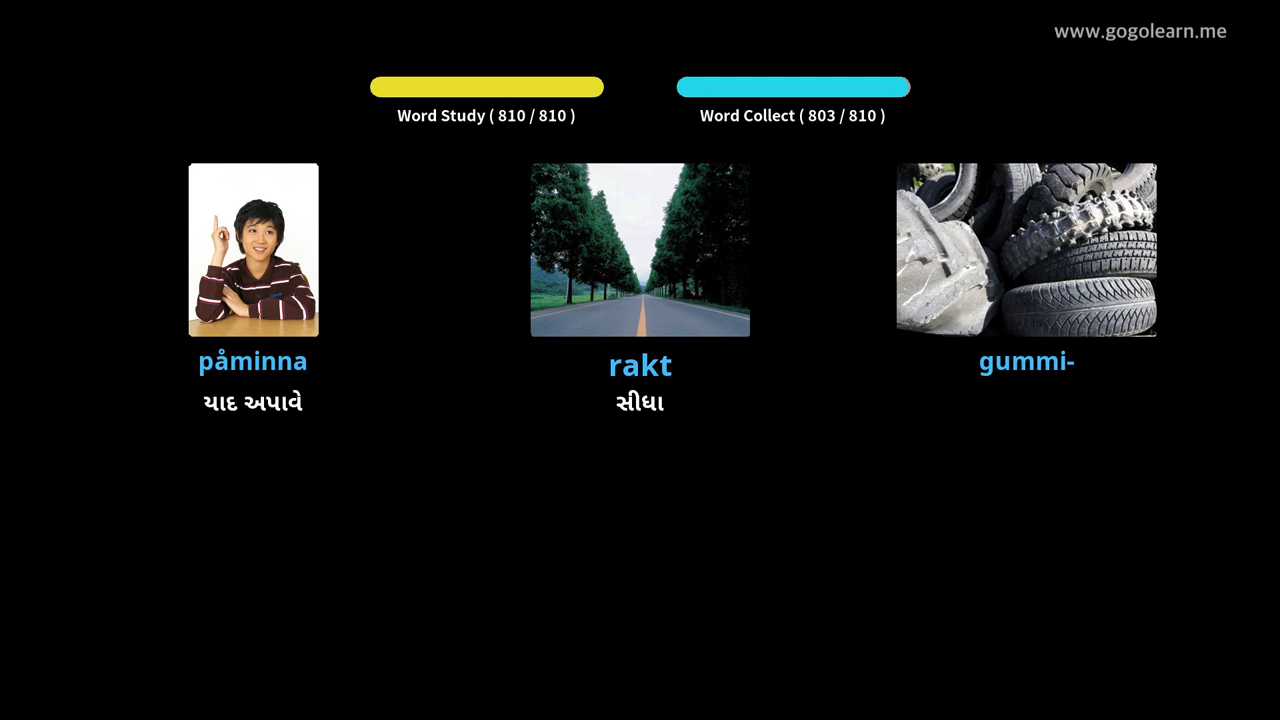 www.gogolearn.me
Word Study ( 810 / 810 )
Word Collect ( 803 / 810 )
påminna
rakt
gummi-
યાદ અપાવે
સીધા